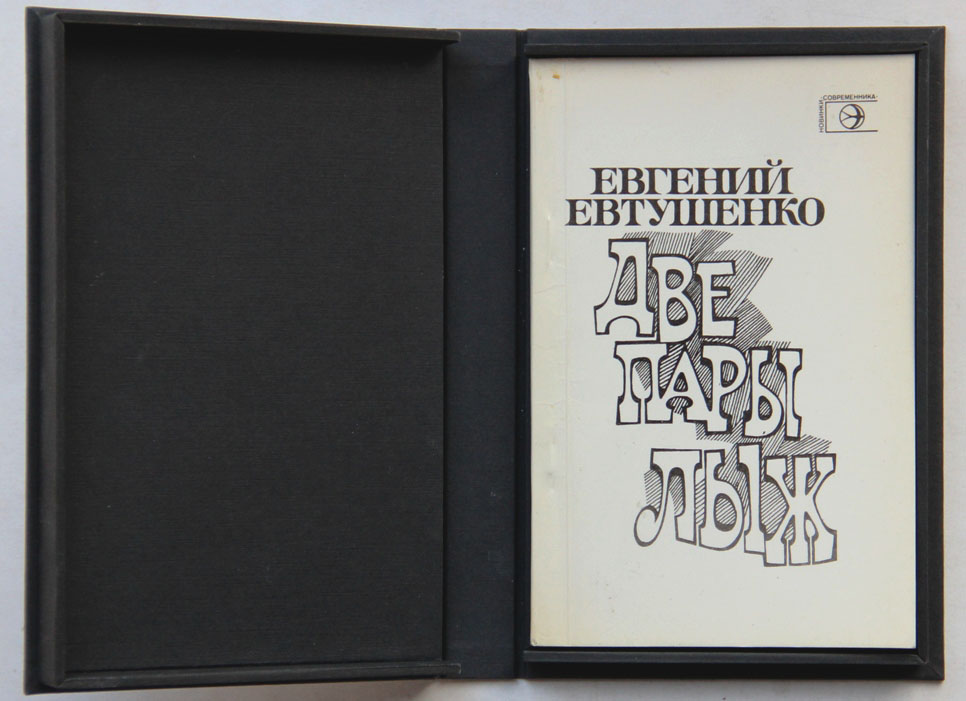 НОВИНКИ
СОВРЕМЕННИКА·
ЕВГЕНИЙ
ЕВТУШЕНКО
ДВЕ
ПАРЫ
ЛЫЖ